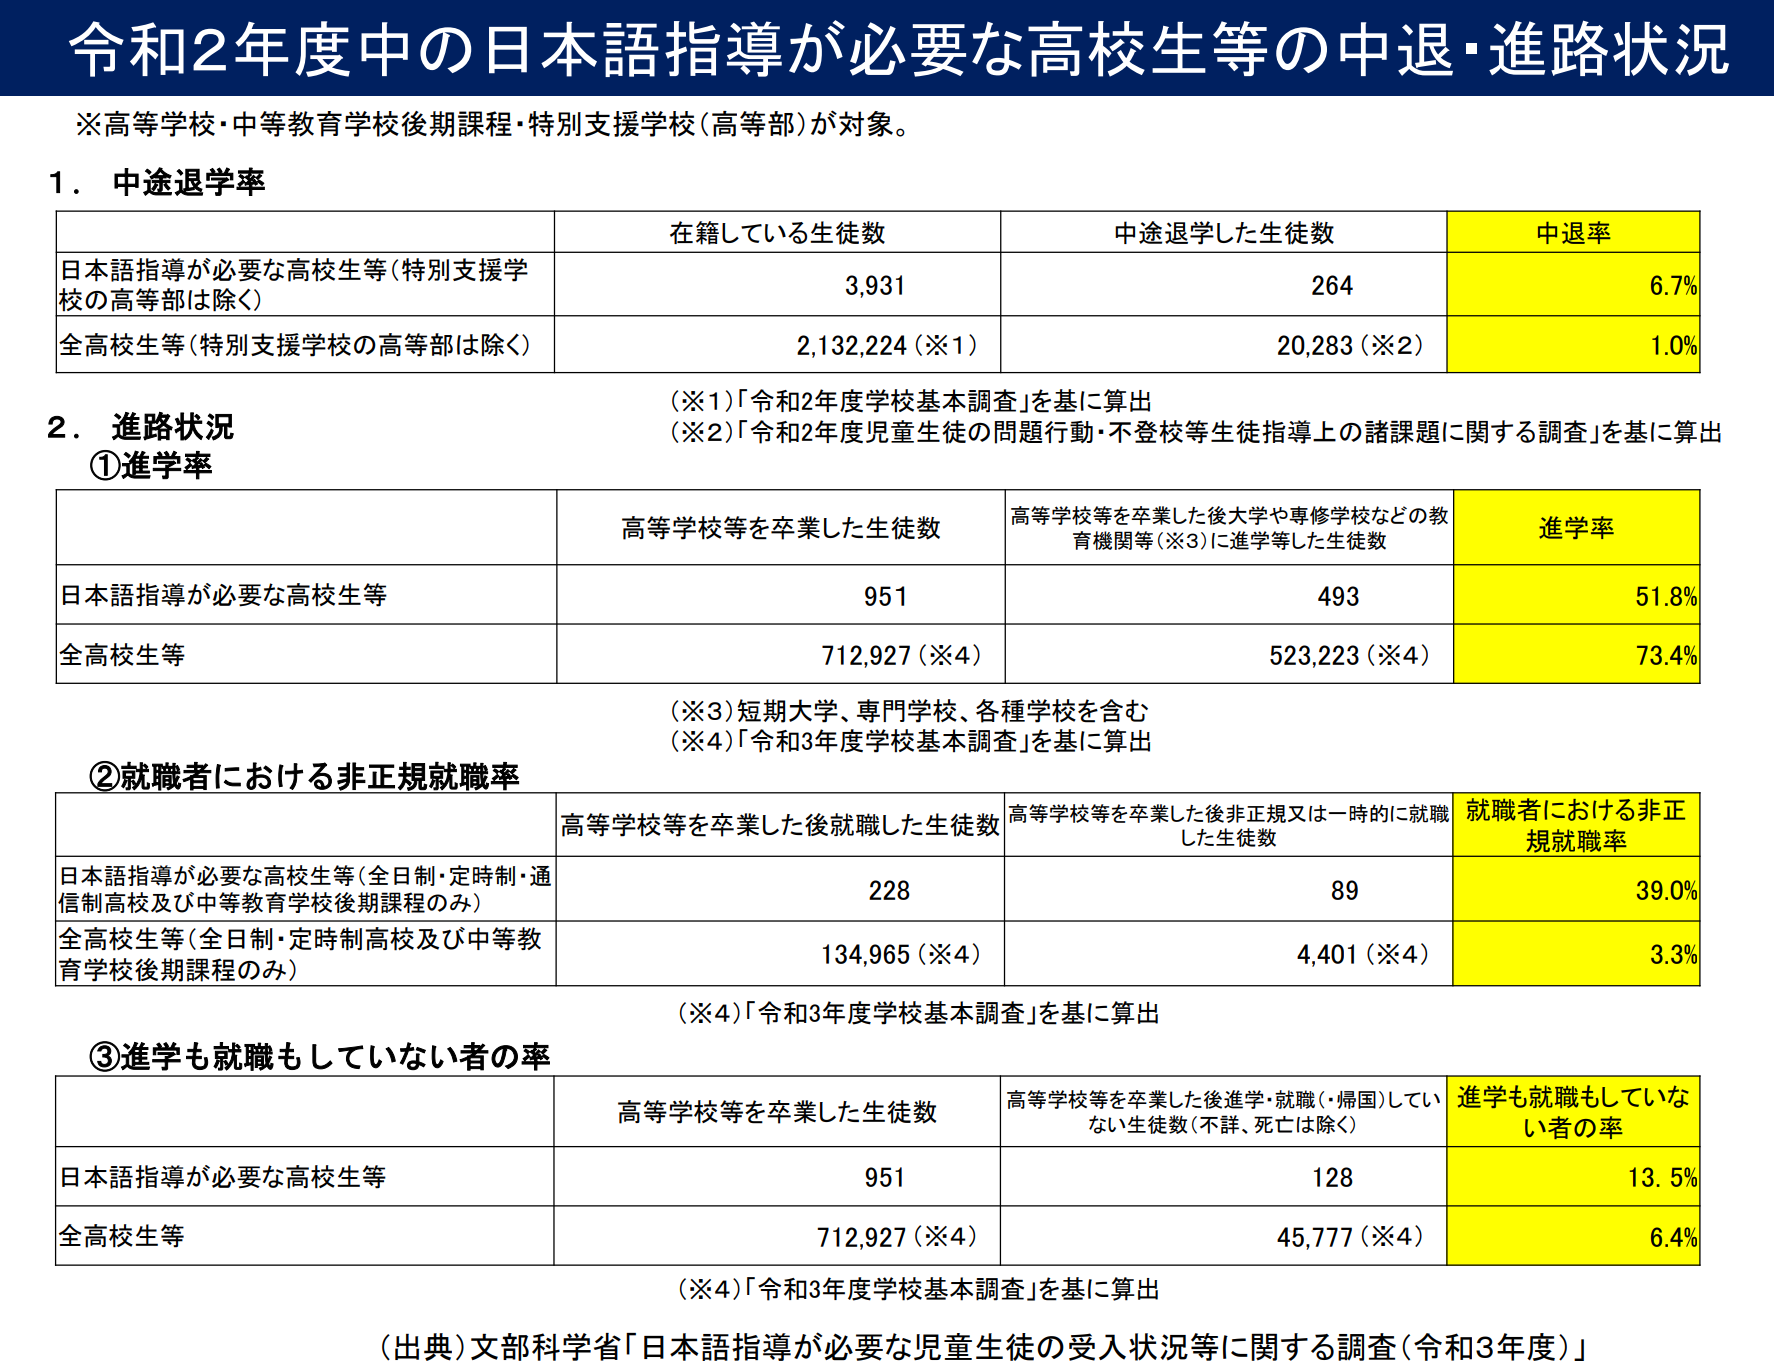 令和２年度中の日本語指導が必要な高校生等の中退・進路状況
※高等学校・中等教育学校後期課程・特別支援学校（高等部）が対象。
１． 中途退学率
在籍している生徒数 中途退学した生徒数 中退率
日本語指導が必要な高校生等（特別支援学
校の高等部は除く） 3,931 264 6.7%
全高校生等（特別支援学校の高等部は除く） 2,132,224（※１） 20,283（※２） 1.0%
（※１）「令和2年度学校基本調査」を基に算出
（※２）「令和2年度児童生徒の問題行動・不登校等生徒指導上の諸課題に関する調査」を基に算出
２． 進路状況
①進学率
高等学校等を卒業した生徒数
高等学校等を卒業した後大学や専修学校などの教
育機関等（※３）に進学等した生徒数
進学率
日本語指導が必要な高校生等 951 493 51.8%
全高校生等 712,927（※４） 523,223（※４） 73.4%
（※３）短期大学、専門学校、各種学校を含む
（※４）「令和3年度学校基本調査」を基に算出
②就職者における非正規就職率
高等学校等を卒業した後就職した生徒数
高等学校等を卒業した後非正規又は一時的に就職
した生徒数
就職者における非正
規就職率
日本語指導が必要な高校生等（全日制・定時制・通
信制高校及び中等教育学校後期課程のみ） 228 89 39.0%
全高校生等（全日制・定時制高校及び中等教
育学校後期課程のみ） 134,965（※４） 4,401（※４） 3.3%
（※４）「令和3年度学校基本調査」を基に算出
③進学も就職もしていない者の率
高等学校等を卒業した生徒数
高等学校等を卒業した後進学・就職（・帰国）してい
ない生徒数（不詳、死亡は除く）
進学も就職もしていな
い者の率
日本語指導が必要な高校生等 951 128 13. 5%
全高校生等 712,927（※４） 45,777（※４） 6.4%
（※４）「令和3年度学校基本調査」を基に算出
（出典）文部科学省「日本語指導が必要な児童生徒の受入状況等に関する調査（令和３年度）」